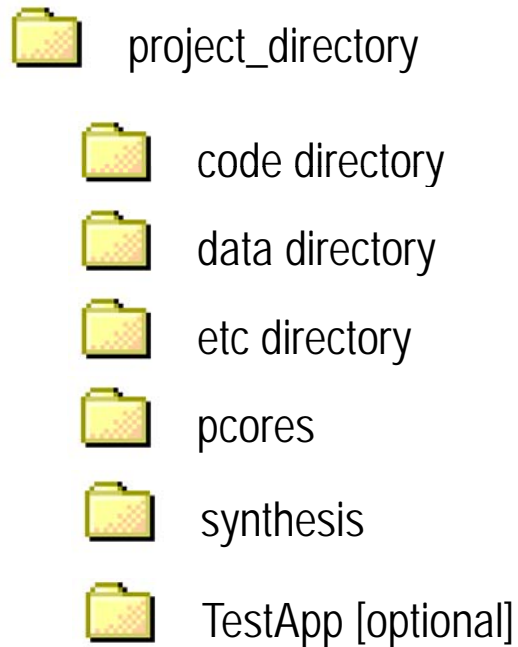 project_directory
code directory
data directory
etc directory
pcores
synthesis
TestApp [optional]